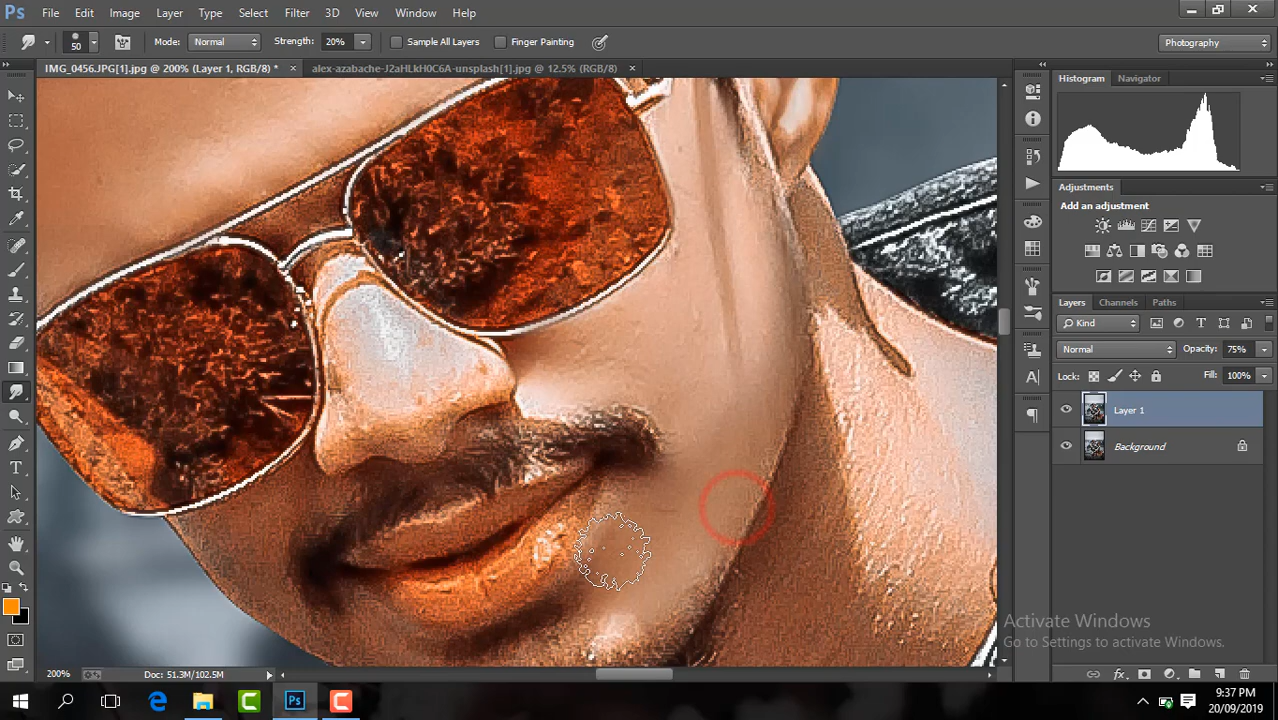 Ps File Edit Image Layer Type Select Filter 3D View Window Help
50 Mode: Normal Strength: 20% Sample All Layers Finger Painting Photography
IMG_0456.JPG[1].jpg @ 200% (Layer 1, RGB/8) * × alex-azabache-J2aHLkH0C6A-unsplash[1].jpg @ 12.5% (RGB/8) ×
Histogram Navigator
Adjustments
Add an adjustment
Layers Channels Paths
Kind
Normal Opacity: 75%
Lock: Fill: 100%
Layer 1
Background
Activate Windows
Go to Settings to activate Windows.
200% Doc: 51.3M/102.5M
Ps
9:37 PM
20/09/2019